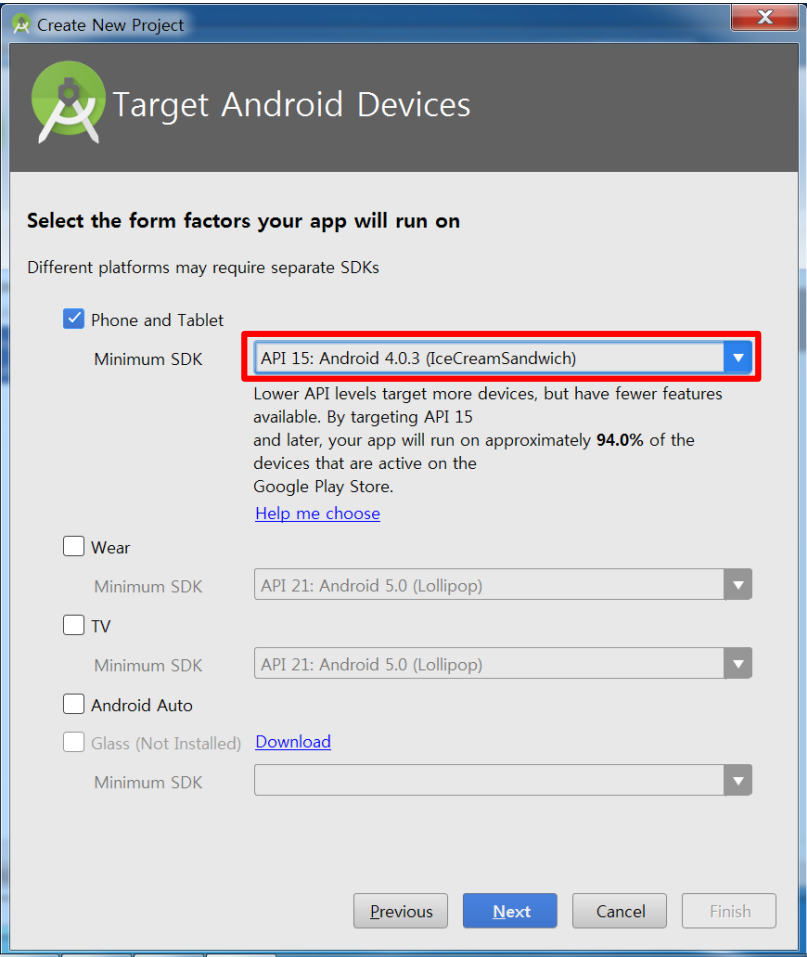 Create New Project
Target Android Devices
Select the form factors your app will run on
Different platforms may require separate SDKs
Phone and Tablet
Minimum SDK API 15: Android 4.0.3 (IceCreamSandwich)
Lower API levels target more devices, but have fewer features
available. By targeting API 15
and later, your app will run on approximately 94.0% of the
devices that are active on the
Google Play Store.
Help me choose
Wear
Minimum SDK API 21: Android 5.0 (Lollipop)
TV
Minimum SDK API 21: Android 5.0 (Lollipop)
Android Auto
Glass (Not Installed) Download
Minimum SDK
Previous Next Cancel Finish